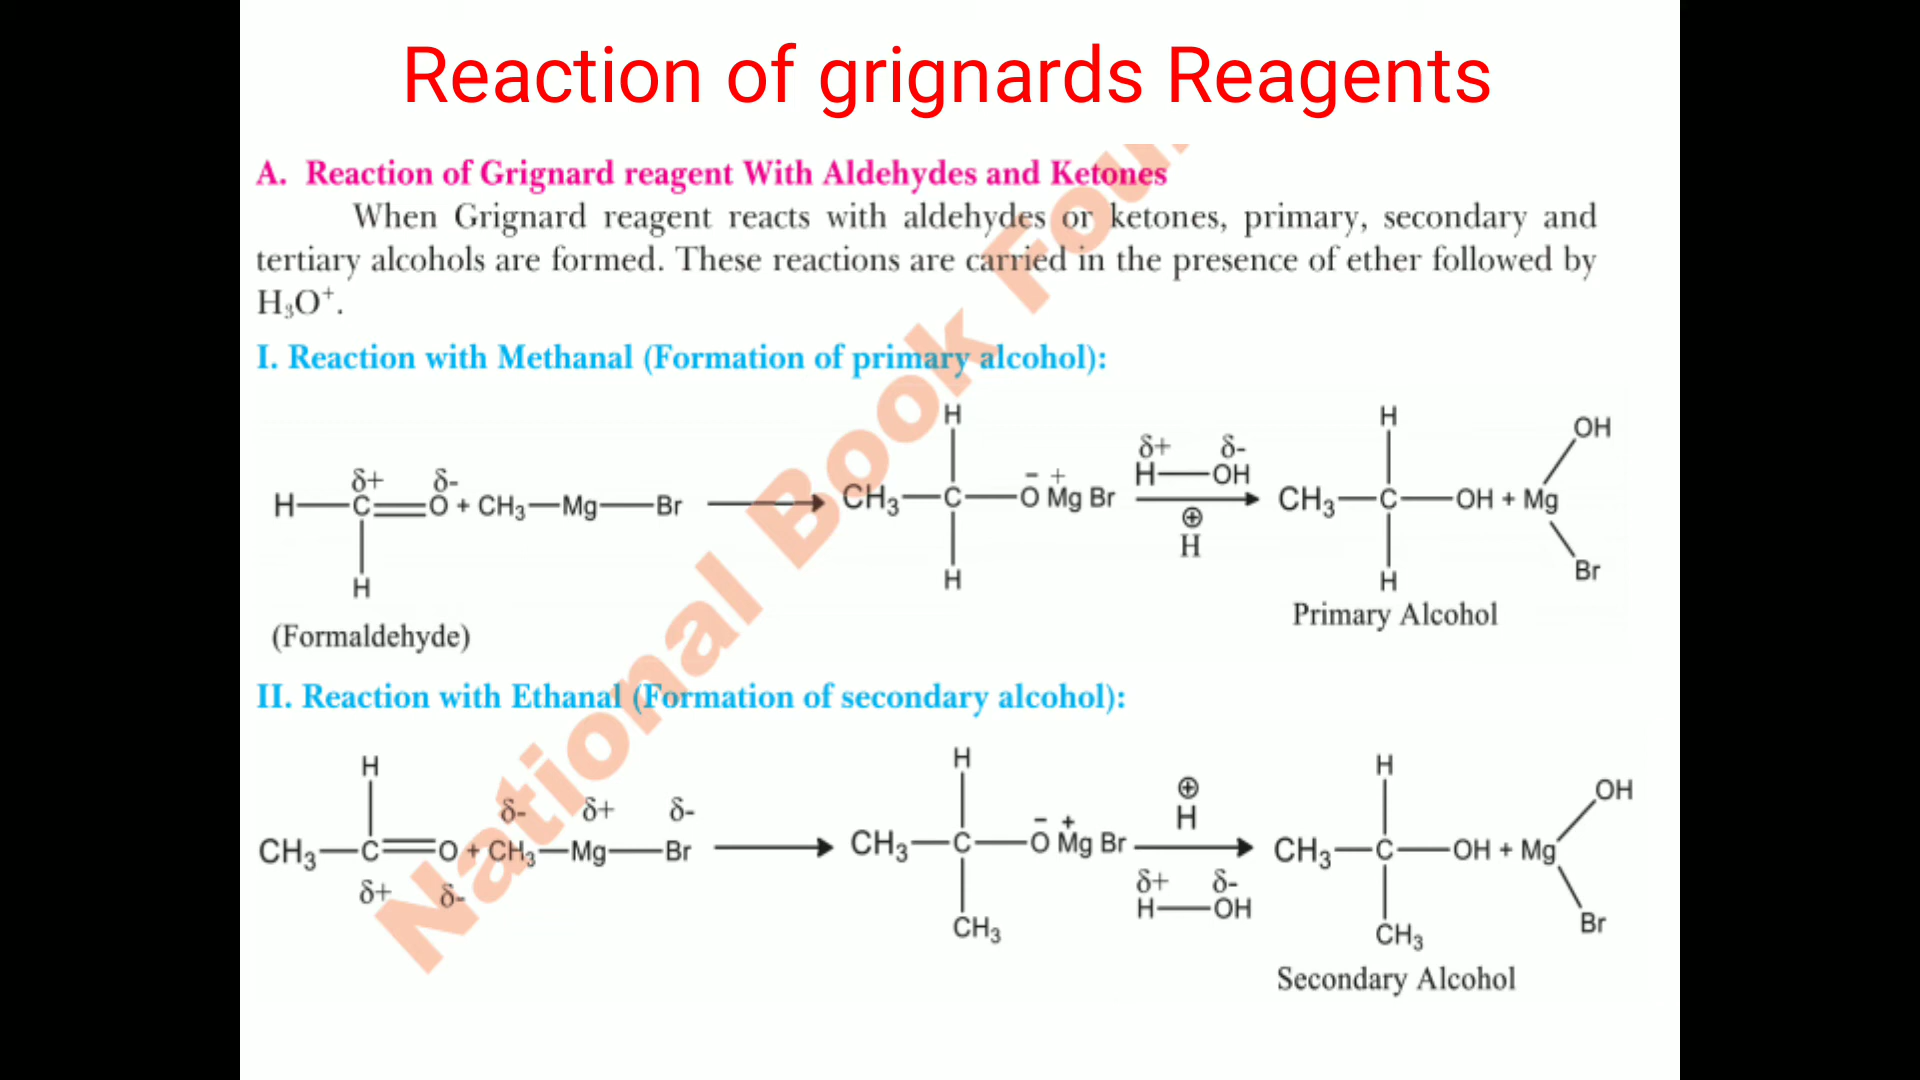 Reaction of grignards Reagents
A. Reaction of Grignard reagent With Aldehydes and Ketones
When Grignard reagent reacts with aldehydes or ketones, primary, secondary and
tertiary alcohols are formed. These reactions are carried in the presence of ether followed by
H₃O⁺.
I. Reaction with Methanal (Formation of primary alcohol):
H H OH
δ+ δ- δ+ δ-
H—OH
H—C=O + CH₃—Mg—Br → CH₃—C—O⁻ Mg⁺ Br → CH₃—C—OH + Mg
⊕
H
H H H Br
Primary Alcohol
(Formaldehyde)
II. Reaction with Ethanal (Formation of secondary alcohol):
H H H
⊕ OH
δ- δ+ δ- H
CH₃—C=O + CH₃—Mg—Br → CH₃—C—O⁻ Mg⁺ Br → CH₃—C—OH + Mg
δ+ δ- δ+ δ-
H—OH
CH₃ CH₃ Br
Secondary Alcohol
National Book Foun